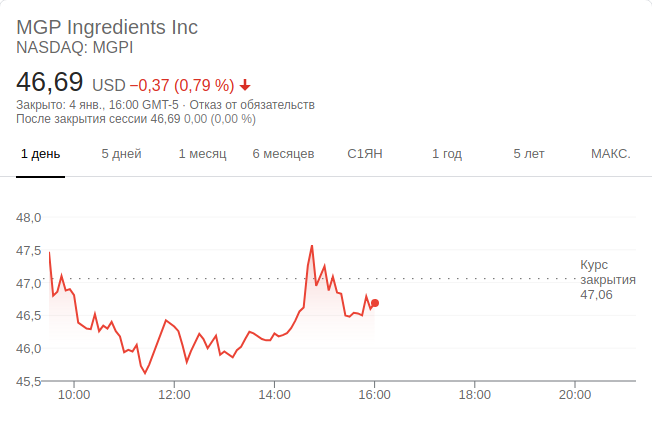 MGP Ingredients Inc
NASDAQ: MGPI
46,69 USD −0,37 (0,79 %)
Закрыто: 4 янв., 16:00 GMT-5 · Отказ от обязательств
После закрытия сессии 46,69 0,00 (0,00 %)
1 день 5 дней 1 месяц 6 месяцев С1ЯН 1 год 5 лет МАКС.
48,0
47,5
Курс
закрытия
47,06
47,0
46,5
46,0
45,5
10:00 12:00 14:00 16:00 18:00 20:00